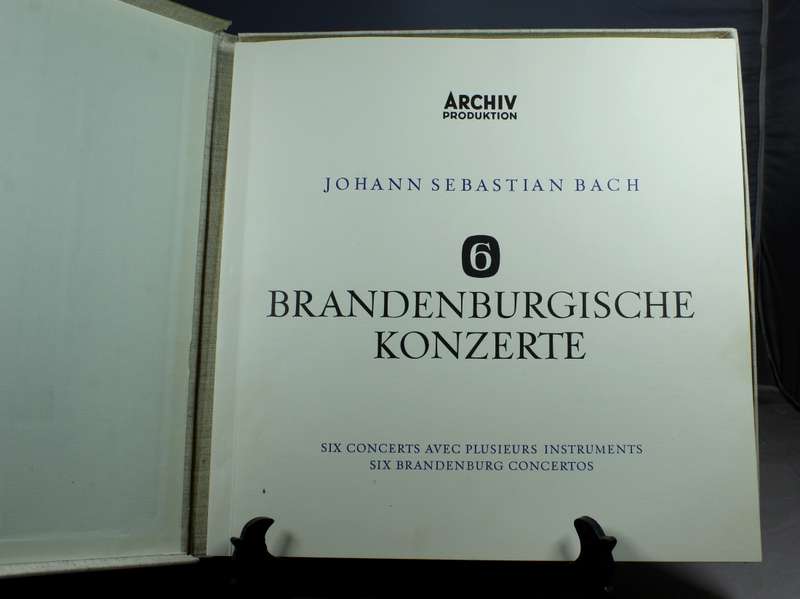 ARCHIV
PRODUKTION
JOHANN SEBASTIAN BACH
6
BRANDENBURGISCHE
KONZERTE
SIX CONCERTS AVEC PLUSIEURS INSTRUMENTS
SIX BRANDENBURG CONCERTOS